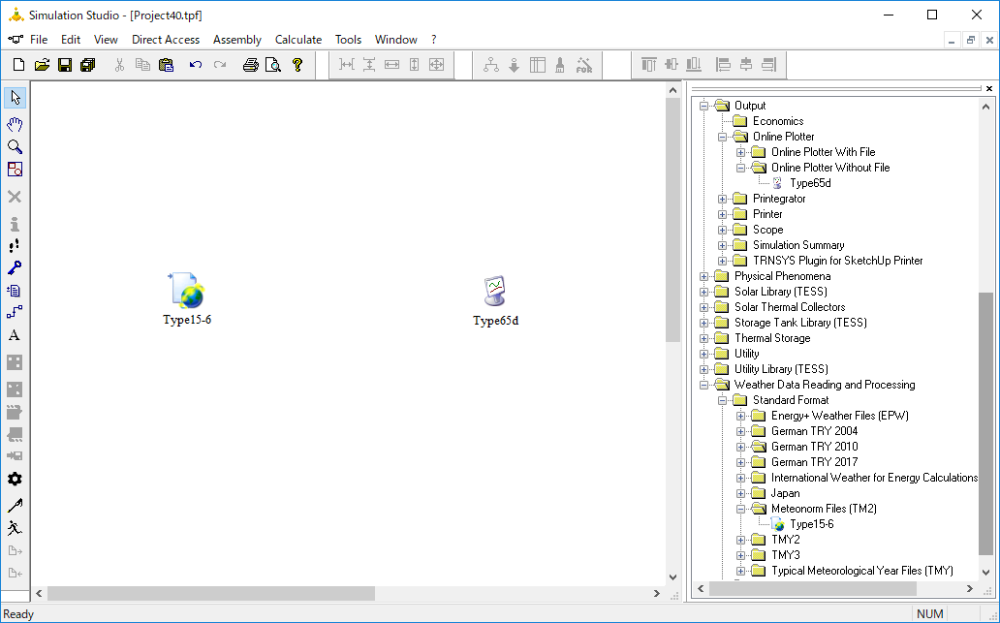 Simulation Studio - [Project40.tpf]
File Edit View Direct Access Assembly Calculate Tools Window ?
FOR
A
Type15-6
Type65d
Output
Economics
Online Plotter
Online Plotter With File
Online Plotter Without File
Type65d
Printegrator
Printer
Scope
Simulation Summary
TRNSYS Plugin for SketchUp Printer
Physical Phenomena
Solar Library (TESS)
Solar Thermal Collectors
Storage Tank Library (TESS)
Thermal Storage
Utility
Utility Library (TESS)
Weather Data Reading and Processing
Standard Format
Energy+ Weather Files (EPW)
German TRY 2004
German TRY 2010
German TRY 2017
International Weather for Energy Calculations
Japan
Meteonorm Files (TM2)
Type15-6
TMY2
TMY3
Typical Meteorological Year Files (TMY)
Ready
NUM